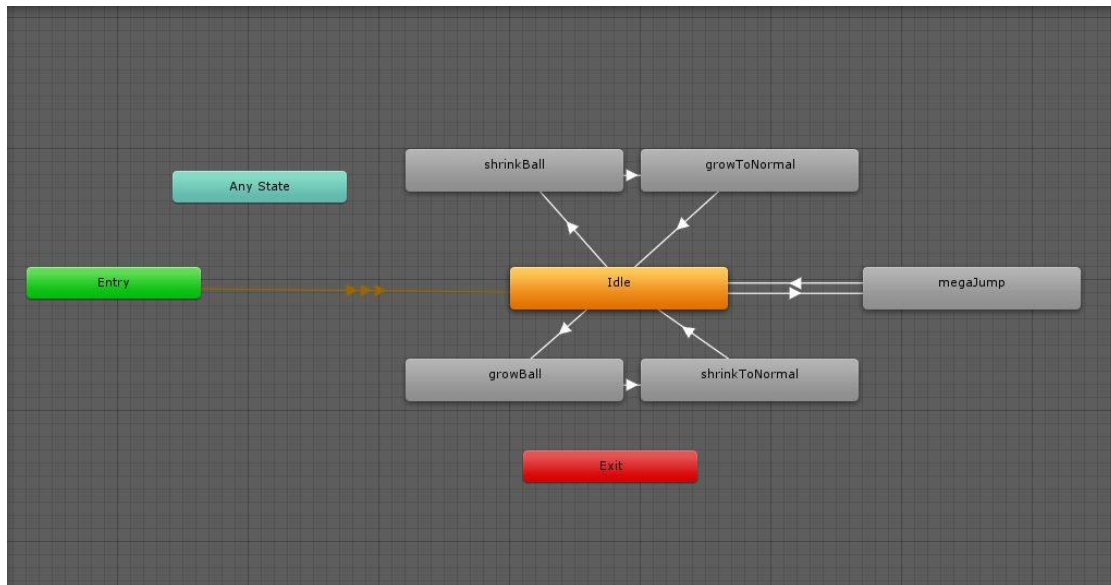 shrinkBall
growToNormal
Any State
Entry
Idle
megaJump
growBall
shrinkToNormal
Exit